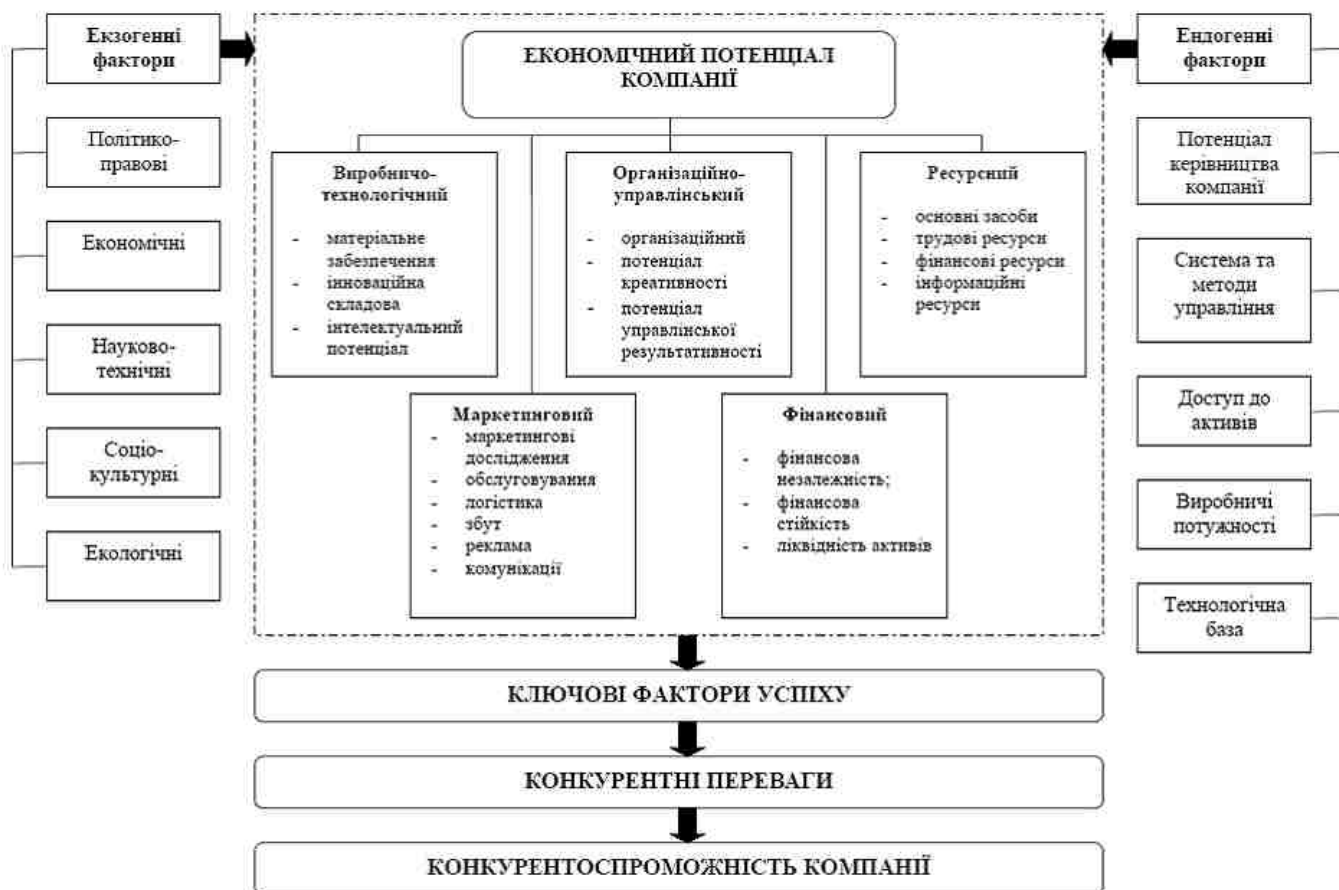 Екзогенні
фактори
Політико-
правові
Економічні
Науково-
технічні
Соціо-
культурні
Екологічні
ЕКОНОМІЧНИЙ ПОТЕНЦІАЛ
КОМПАНІЇ
Виробничо-
технологічний
- матеріальне
забезпечення
- інноваційна
складова
- інтелектуальний
потенціал
Організаційно-
управлінський
- організаційний
- потенціал
креативності
- потенціал
управлінської
результативності
Ресурсний
- основні засоби
- трудові ресурси
- фінансові ресурси
- інформаційні
ресурси
Маркетинговий
- маркетингові
дослідження
- обслуговування
- логістика
- збут
- реклама
- комунікації
Фінансовий
- фінансова
незалежність;
- фінансова
стійкість
- ліквідність активів
Ендогенні
фактори
Потенціал
керівництва
компанії
Система та
методи
управління
Доступ до
активів
Виробничі
потужності
Технологічна
база
КЛЮЧОВІ ФАКТОРИ УСПІХУ
КОНКУРЕНТНІ ПЕРЕВАГИ
КОНКУРЕНТОСПРОМОЖНІСТЬ КОМПАНІЇ